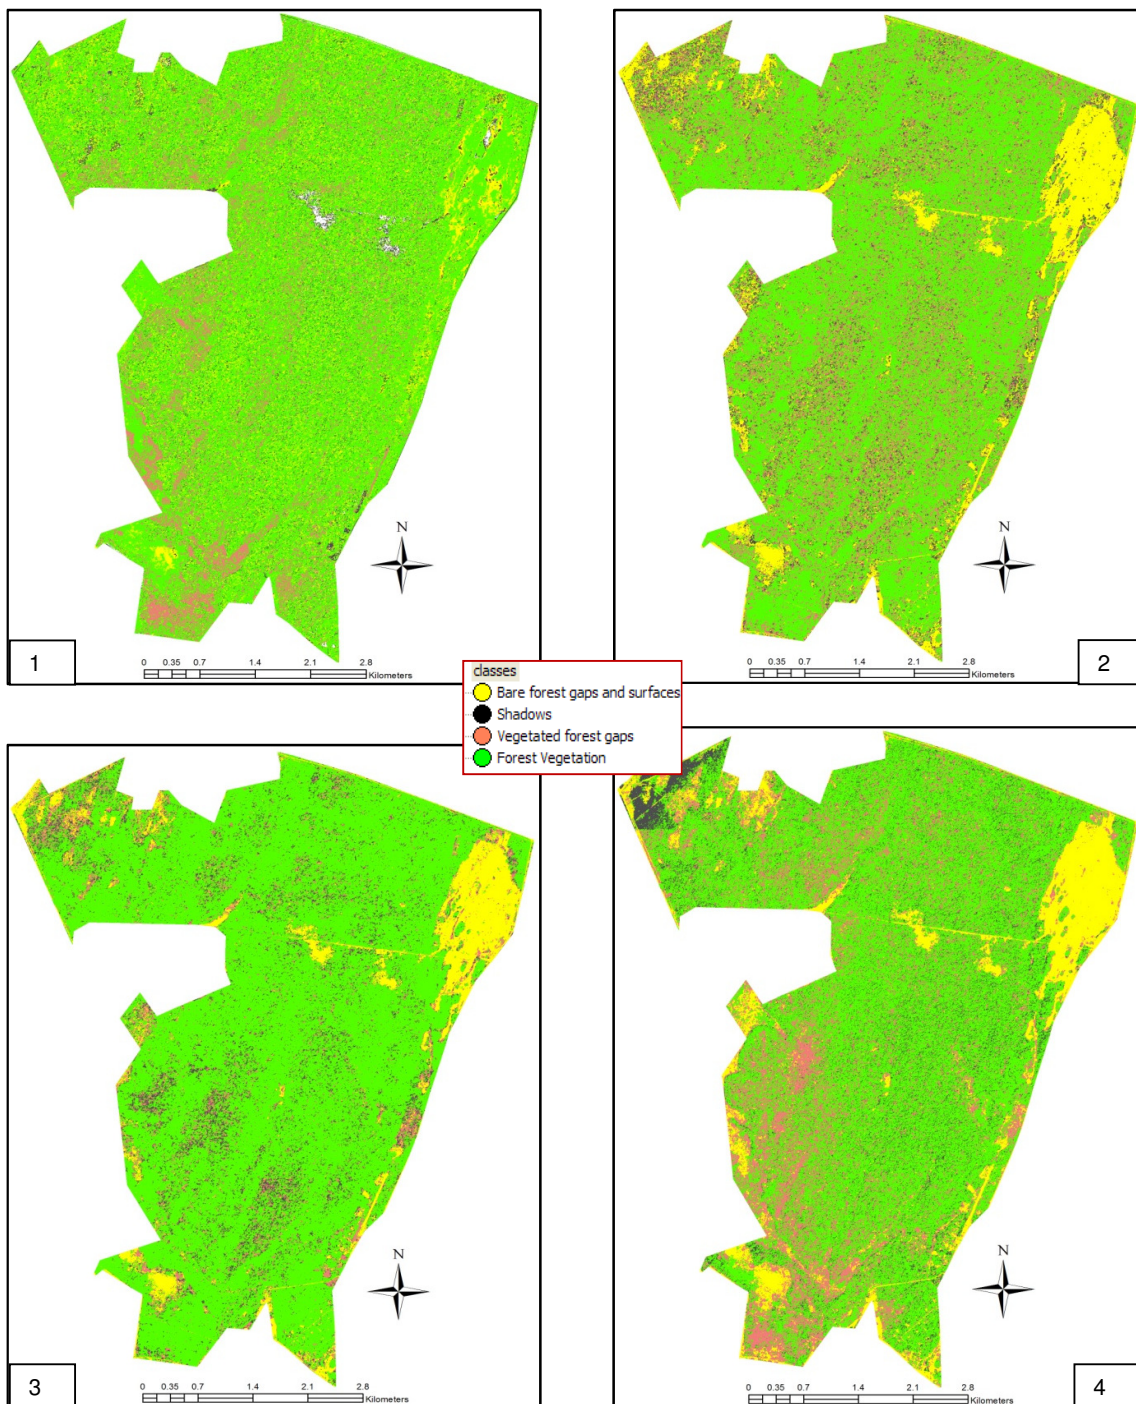 N
1
0 0.35 0.7 1.4 2.1 2.8
Kilometers
N
2
0 0.35 0.7 1.4 2.1 2.8
Kilometers
classes
Bare forest gaps and surfaces
Shadows
Vegetated forest gaps
Forest Vegetation
N
3
0 0.35 0.7 1.4 2.1 2.8
Kilometers
N
4
0 0.35 0.7 1.4 2.1 2.8
Kilometers